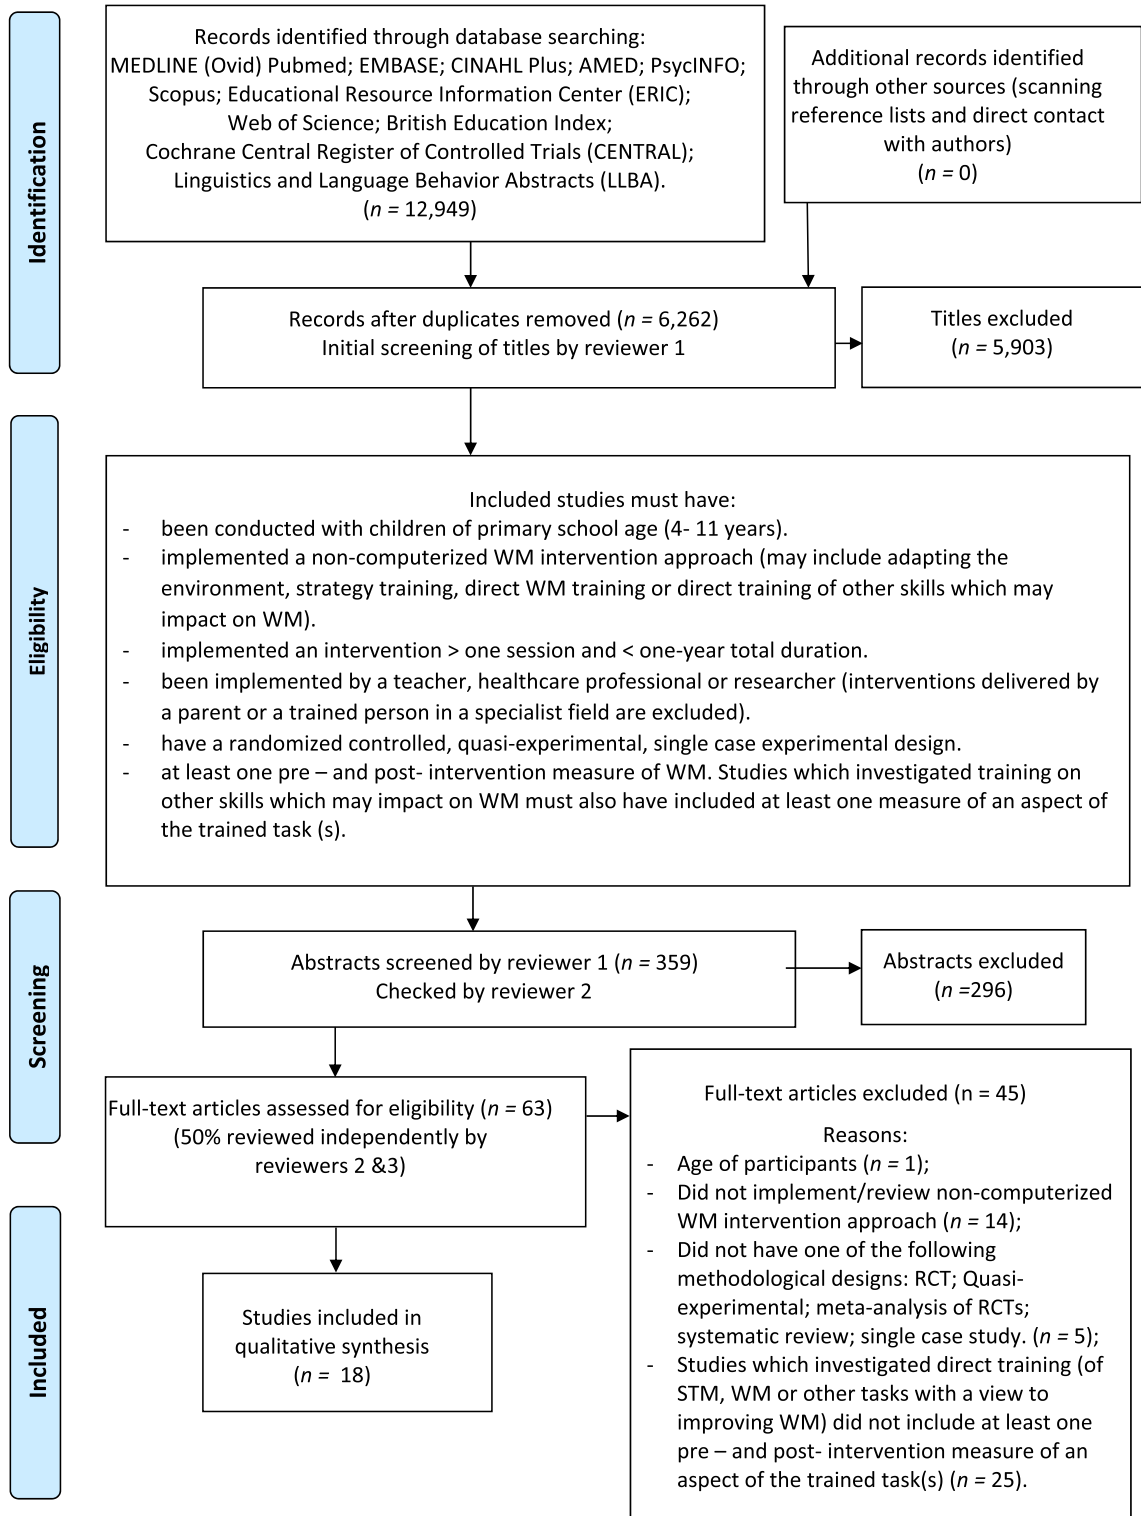 Identification
Records identified through database searching:
MEDLINE (Ovid) Pubmed; EMBASE; CINAHL Plus; AMED; PsycINFO;
Scopus; Educational Resource Information Center (ERIC);
Web of Science; British Education Index;
Cochrane Central Register of Controlled Trials (CENTRAL);
Linguistics and Language Behavior Abstracts (LLBA).
(n = 12,949)
Additional records identified
through other sources (scanning
reference lists and direct contact
with authors)
(n = 0)
Records after duplicates removed (n = 6,262)
Initial screening of titles by reviewer 1
Titles excluded
(n = 5,903)
Eligibility
Included studies must have:
- been conducted with children of primary school age (4- 11 years).
- implemented a non-computerized WM intervention approach (may include adapting the
environment, strategy training, direct WM training or direct training of other skills which may
impact on WM).
- implemented an intervention > one session and < one-year total duration.
- been implemented by a teacher, healthcare professional or researcher (interventions delivered by
a parent or a trained person in a specialist field are excluded).
- have a randomized controlled, quasi-experimental, single case experimental design.
- at least one pre – and post- intervention measure of WM. Studies which investigated training on
other skills which may impact on WM must also have included at least one measure of an aspect of
the trained task (s).
Screening
Abstracts screened by reviewer 1 (n = 359)
Checked by reviewer 2
Abstracts excluded
(n =296)
Full-text articles assessed for eligibility (n = 63)
(50% reviewed independently by
reviewers 2 &3)
Full-text articles excluded (n = 45)
Reasons:
- Age of participants (n = 1);
- Did not implement/review non-computerized
WM intervention approach (n = 14);
- Did not have one of the following
methodological designs: RCT; Quasi-
experimental; meta-analysis of RCTs;
systematic review; single case study. (n = 5);
- Studies which investigated direct training (of
STM, WM or other tasks with a view to
improving WM) did not include at least one
pre – and post- intervention measure of an
aspect of the trained task(s) (n = 25).
Included
Studies included in
qualitative synthesis
(n = 18)